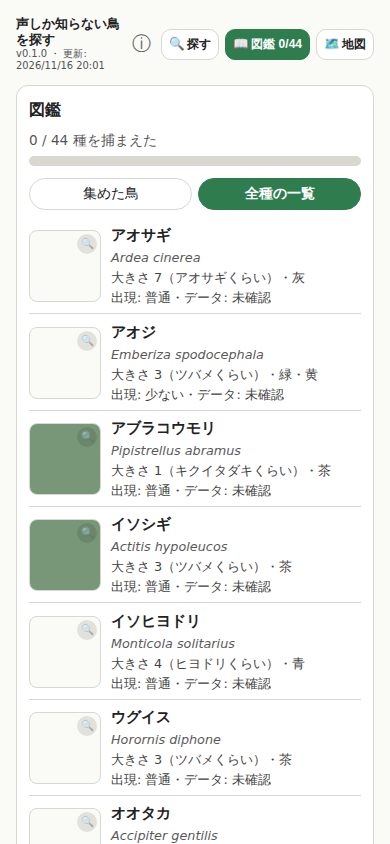 声しか知らない鳥
を探す
v0.1.0 ・ 更新:
2026/11/16 20:01
ⓘ
🔍 探す
📖 図鑑 0/44
🗺️ 地図
図鑑
0 / 44 種を捕まえた
集めた鳥
全種の一覧
アオサギ
Ardea cinerea
大きさ 7（アオサギくらい）・灰
出現: 普通・データ: 未確認
アオジ
Emberiza spodocephala
大きさ 3（ツバメくらい）・緑・黄
出現: 少ない・データ: 未確認
アブラコウモリ
Pipistrellus abramus
大きさ 1（キクイタダキくらい）・茶
出現: 普通・データ: 未確認
イソシギ
Actitis hypoleucos
大きさ 3（ツバメくらい）・茶
出現: 普通・データ: 未確認
イソヒヨドリ
Monticola solitarius
大きさ 4（ヒヨドリくらい）・青
出現: 普通・データ: 未確認
ウグイス
Horornis diphone
大きさ 3（ツバメくらい）・茶
出現: 普通・データ: 未確認
オオタカ
Accipiter gentilis